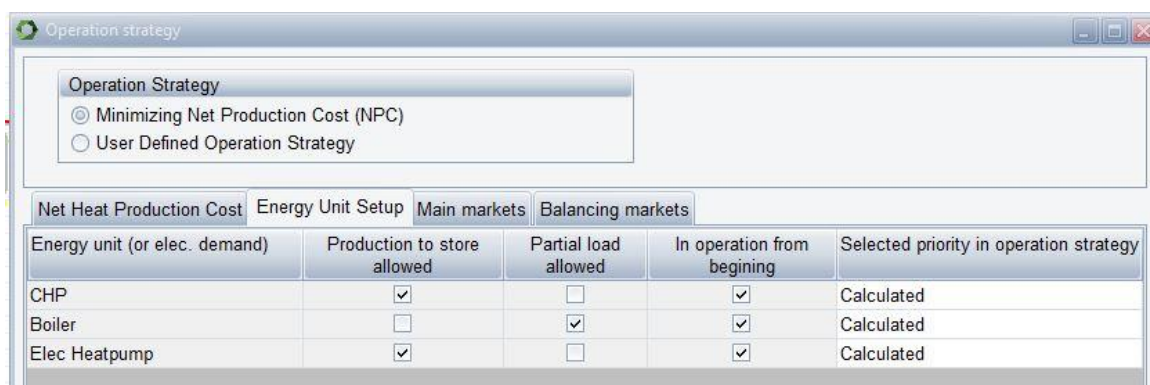 Operation strategy
Operation Strategy
Minimizing Net Production Cost (NPC)
User Defined Operation Strategy
Net Heat Production Cost Energy Unit Setup Main markets Balancing markets
Energy unit (or elec. demand) Production to store allowed Partial load allowed In operation from begining Selected priority in operation strategy
CHP Calculated
Boiler Calculated
Elec Heatpump Calculated